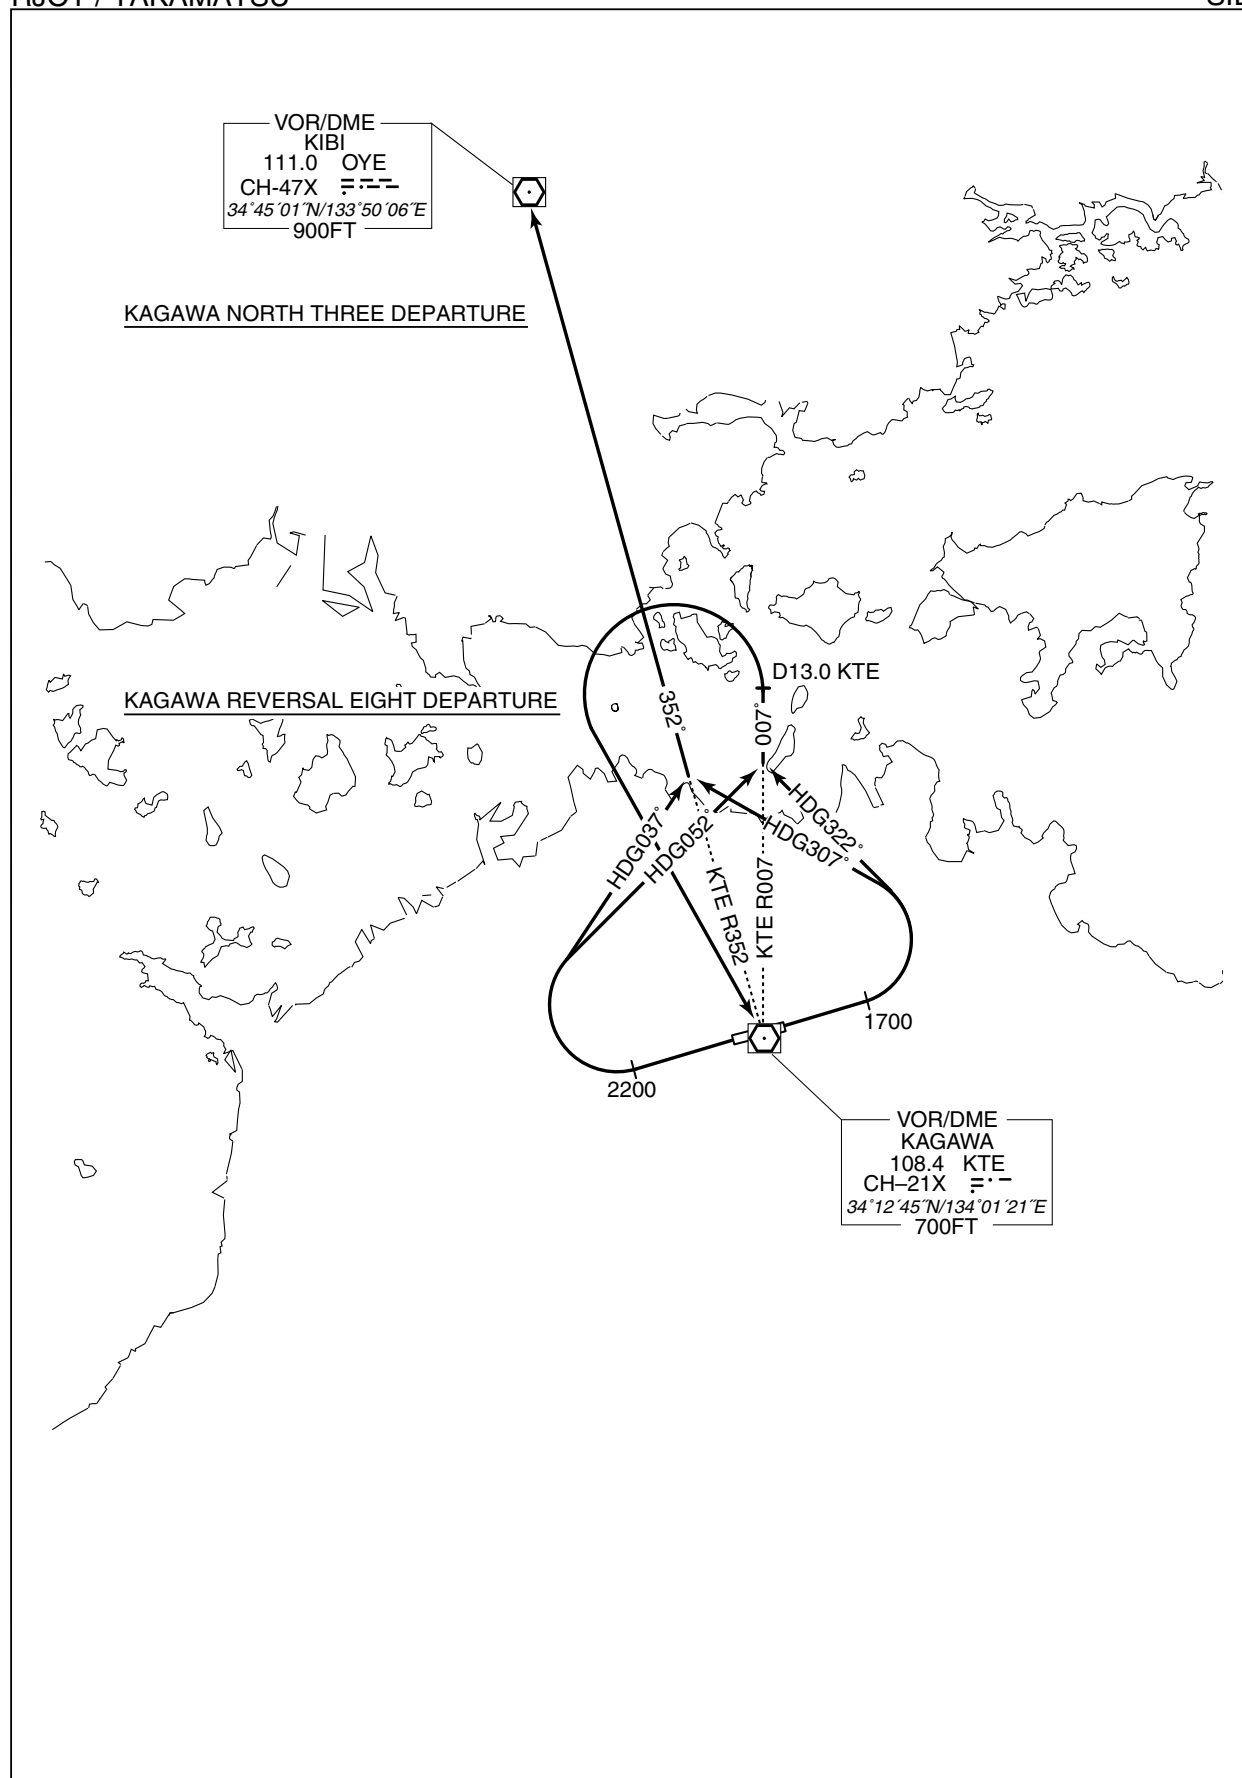 RJOT / TAKAMATSU
VOR/DME
KIBI
111.0 OYE
CH-47X
34°45´01˝N/133°50´06˝E
900FT
KAGAWA NORTH THREE DEPARTURE
D13.0 KTE
KAGAWA REVERSAL EIGHT DEPARTURE
352°
007°
HDG037°
HDG052°
HDG322°
HDG307°
KTE R352
KTE R007
1700
2200
VOR/DME
KAGAWA
108.4 KTE
CH–21X
34°12´45˝N/134°01´21˝E
700FT